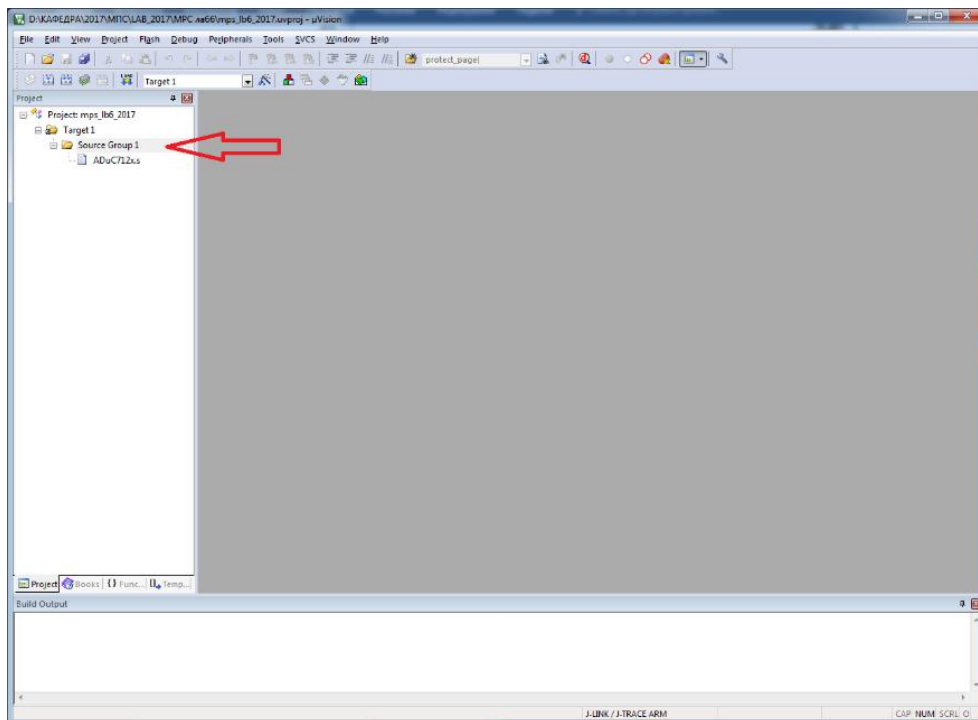 D:\КАФЕДРА\2017\МПС\LAB_2017\МРС лаб6\mps_lb6_2017.uvproj - µVision
File Edit View Project Flash Debug Peripherals Tools SVCS Window Help
protect_page(
Target 1
Project
Project: mps_lb6_2017
Target 1
Source Group 1
ADuC712x.s
Project Books {} Func... Temp...
Build Output
J-LINK / J-TRACE ARM CAP NUM SCRL